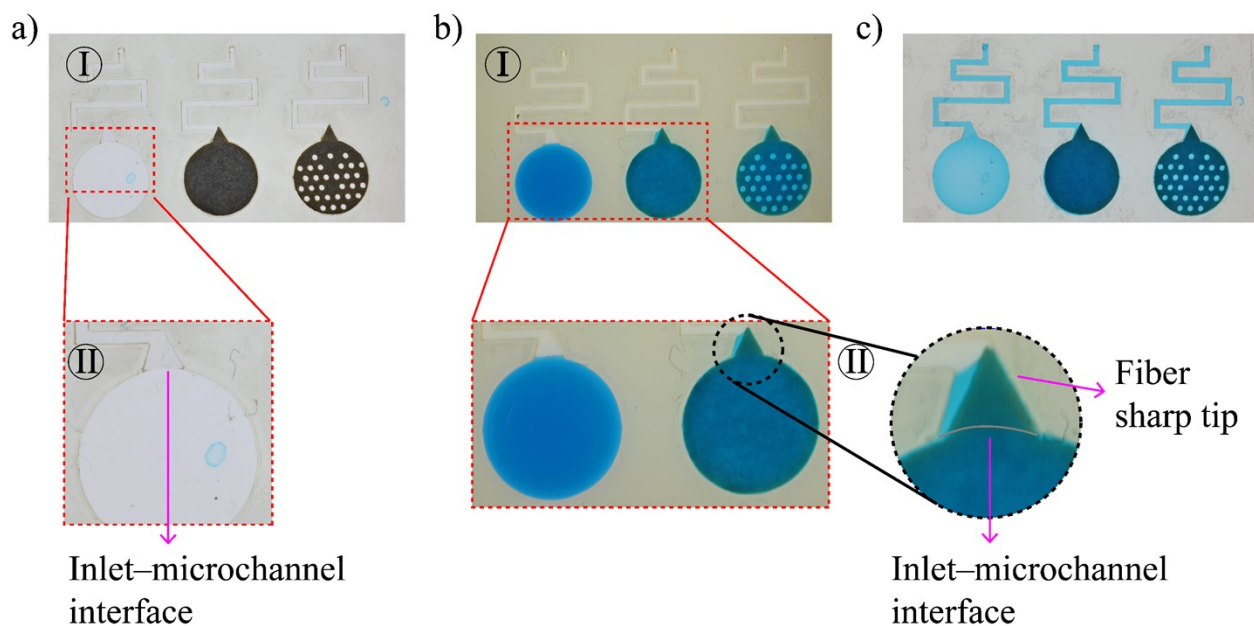 a)
b)
c)
I
I
II
II
Fiber
sharp tip
Inlet–microchannel
interface
Inlet–microchannel
interface